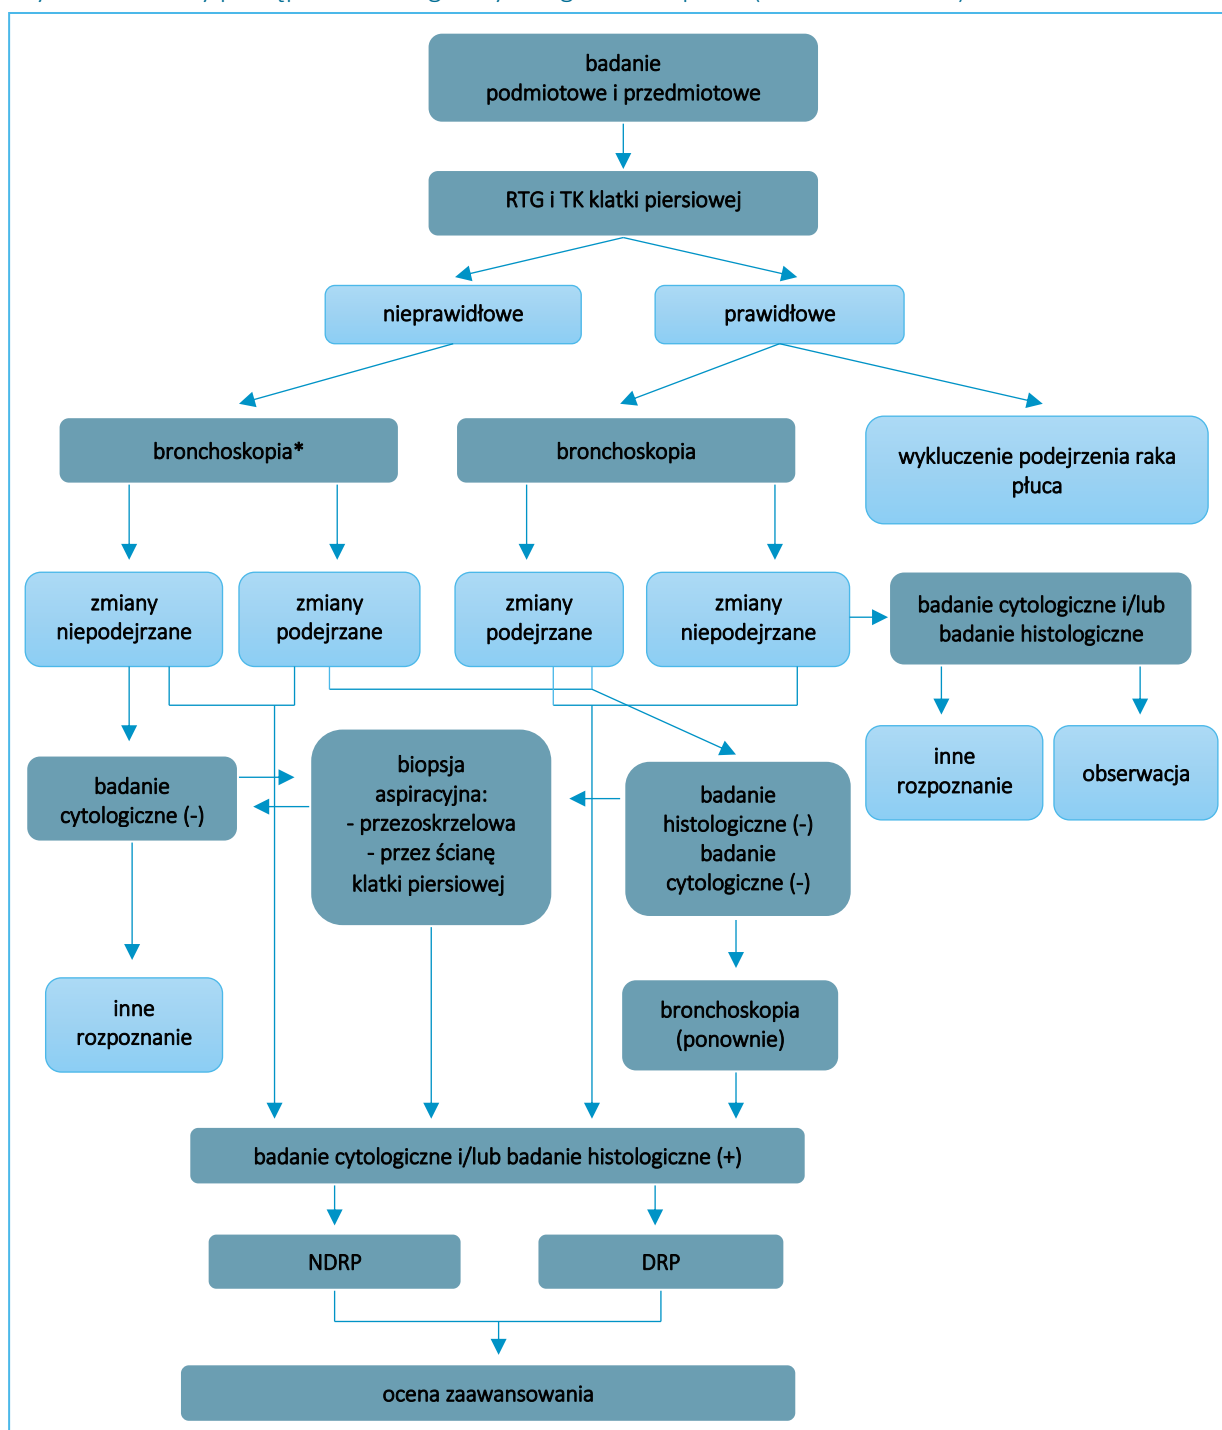 badanie
podmiotowe i przedmiotowe
RTG i TK klatki piersiowej
nieprawidłowe
prawidłowe
bronchoskopia*
bronchoskopia
wykluczenie podejrzenia raka
płuca
zmiany
niepodejrzane
zmiany
podejrzane
zmiany
podejrzane
zmiany
niepodejrzane
badanie cytologiczne i/lub
badanie histologiczne
inne
rozpoznanie
obserwacja
badanie
cytologiczne (-)
biopsja
aspiracyjna:
- przezoskrzelowa
- przez ścianę
klatki piersiowej
badanie
histologiczne (-)
badanie
cytologiczne (-)
inne
rozpoznanie
bronchoskopia
(ponownie)
badanie cytologiczne i/lub badanie histologiczne (+)
NDRP
DRP
ocena zaawansowania